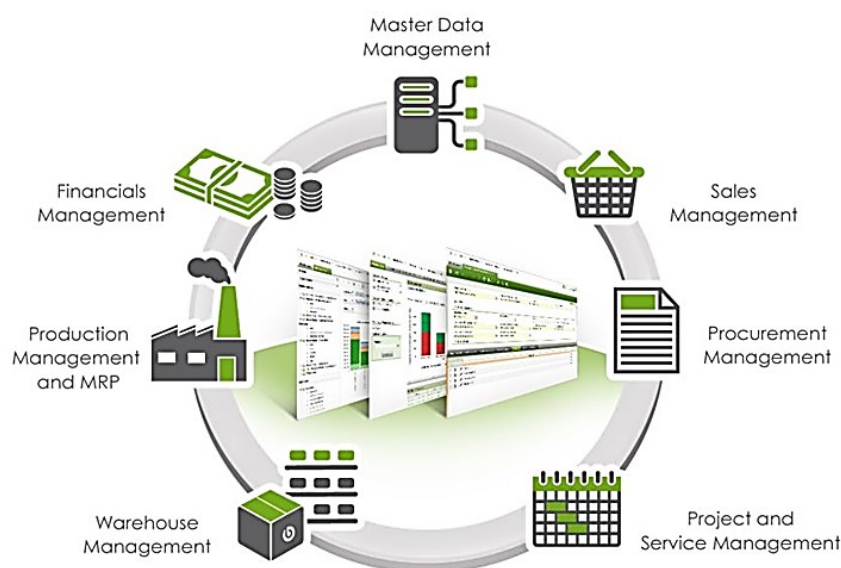 Master Data
Management
Sales
Management
Procurement
Management
Project and
Service Management
Warehouse
Management
Production
Management
and MRP
Financials
Management